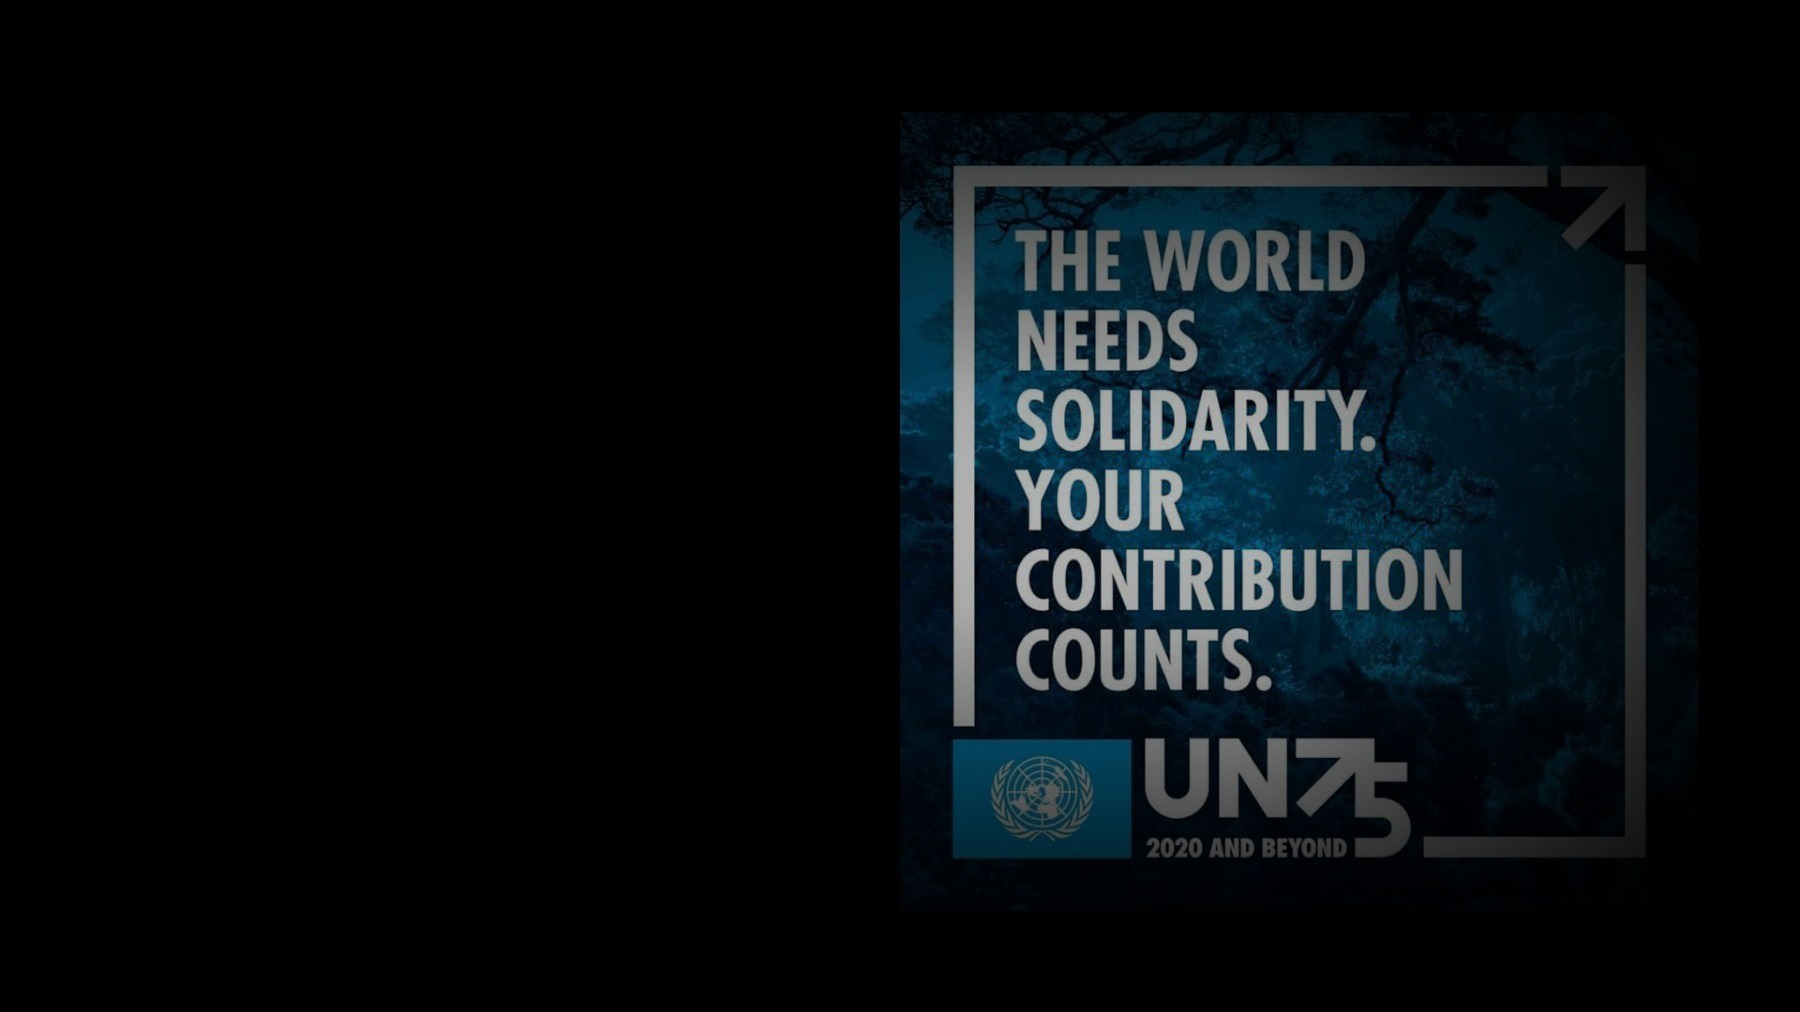 THE WORLD
NEEDS
SOLIDARITY.
YOUR
CONTRIBUTION
COUNTS.
UN75
2020 AND BEYOND